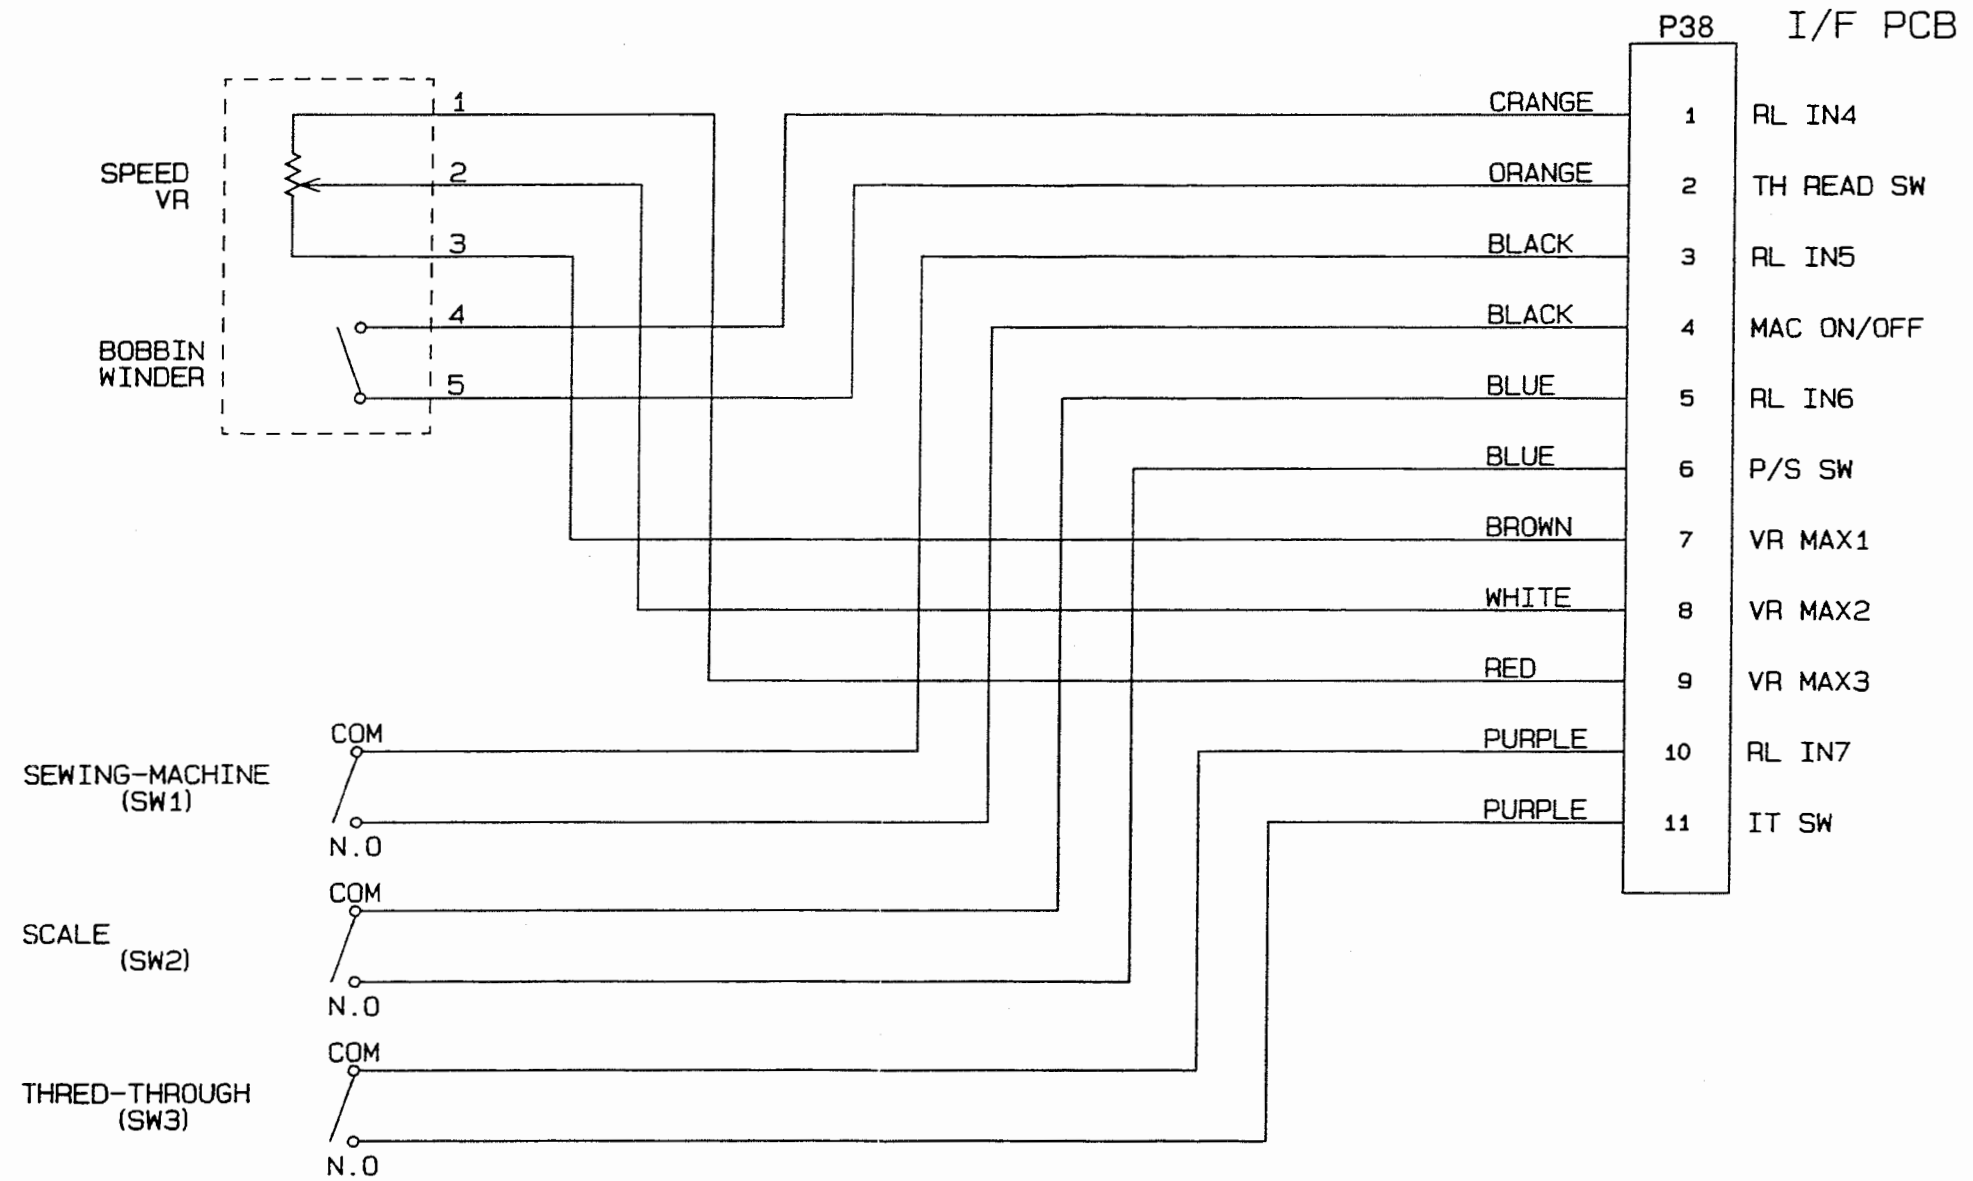 P38 I/F PCB
SPEED
VR
BOBBIN
WINDER
1
2
3
4
5
CRANGE 1 RL IN4
ORANGE 2 TH READ SW
BLACK 3 RL IN5
BLACK 4 MAC ON/OFF
BLUE 5 RL IN6
BLUE 6 P/S SW
BROWN 7 VR MAX1
WHITE 8 VR MAX2
RED 9 VR MAX3
PURPLE 10 RL IN7
PURPLE 11 IT SW
COM
SEWING-MACHINE
(SW1)
N.O
COM
SCALE
(SW2)
N.O
COM
THRED-THROUGH
(SW3)
N.O